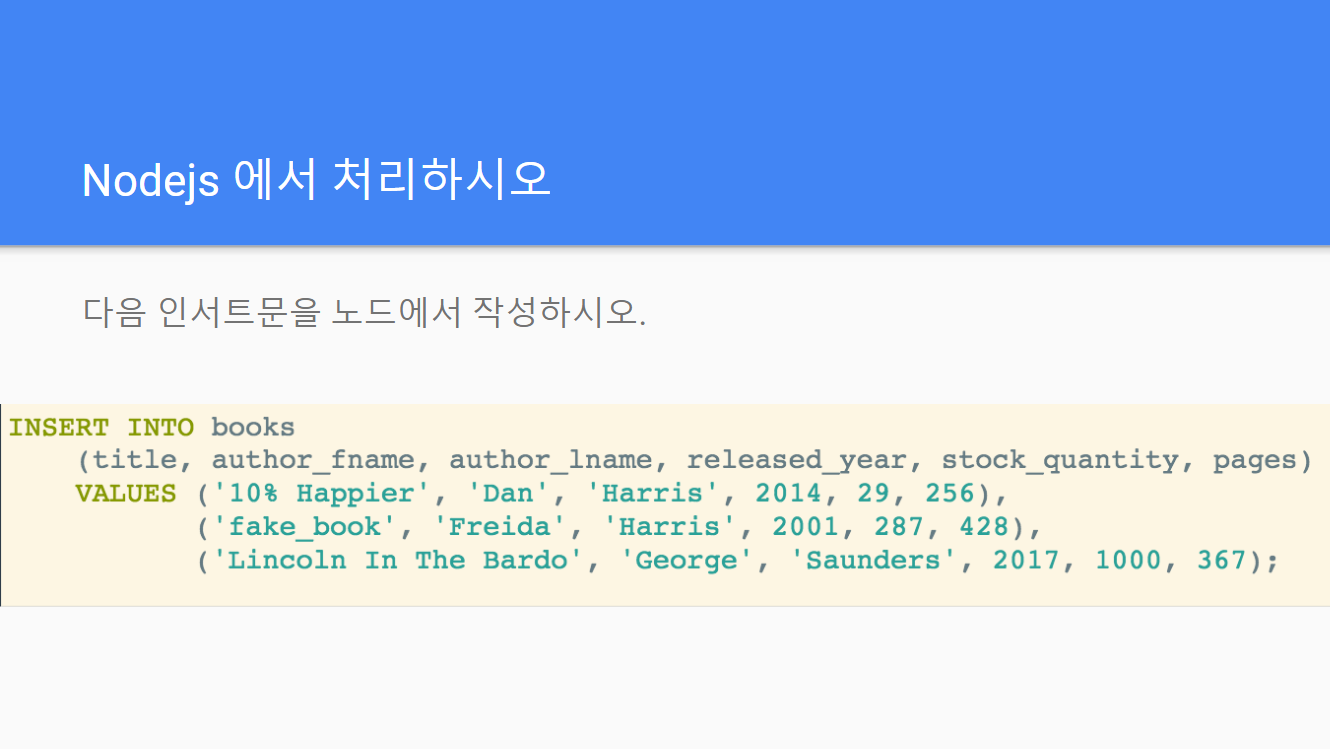 Nodejs 에서 처리하시오
다음 인서트문을 노드에서 작성하시오.
INSERT INTO books
(title, author_fname, author_lname, released_year, stock_quantity, pages)
VALUES ('10% Happier', 'Dan', 'Harris', 2014, 29, 256),
('fake_book', 'Freida', 'Harris', 2001, 287, 428),
('Lincoln In The Bardo', 'George', 'Saunders', 2017, 1000, 367);